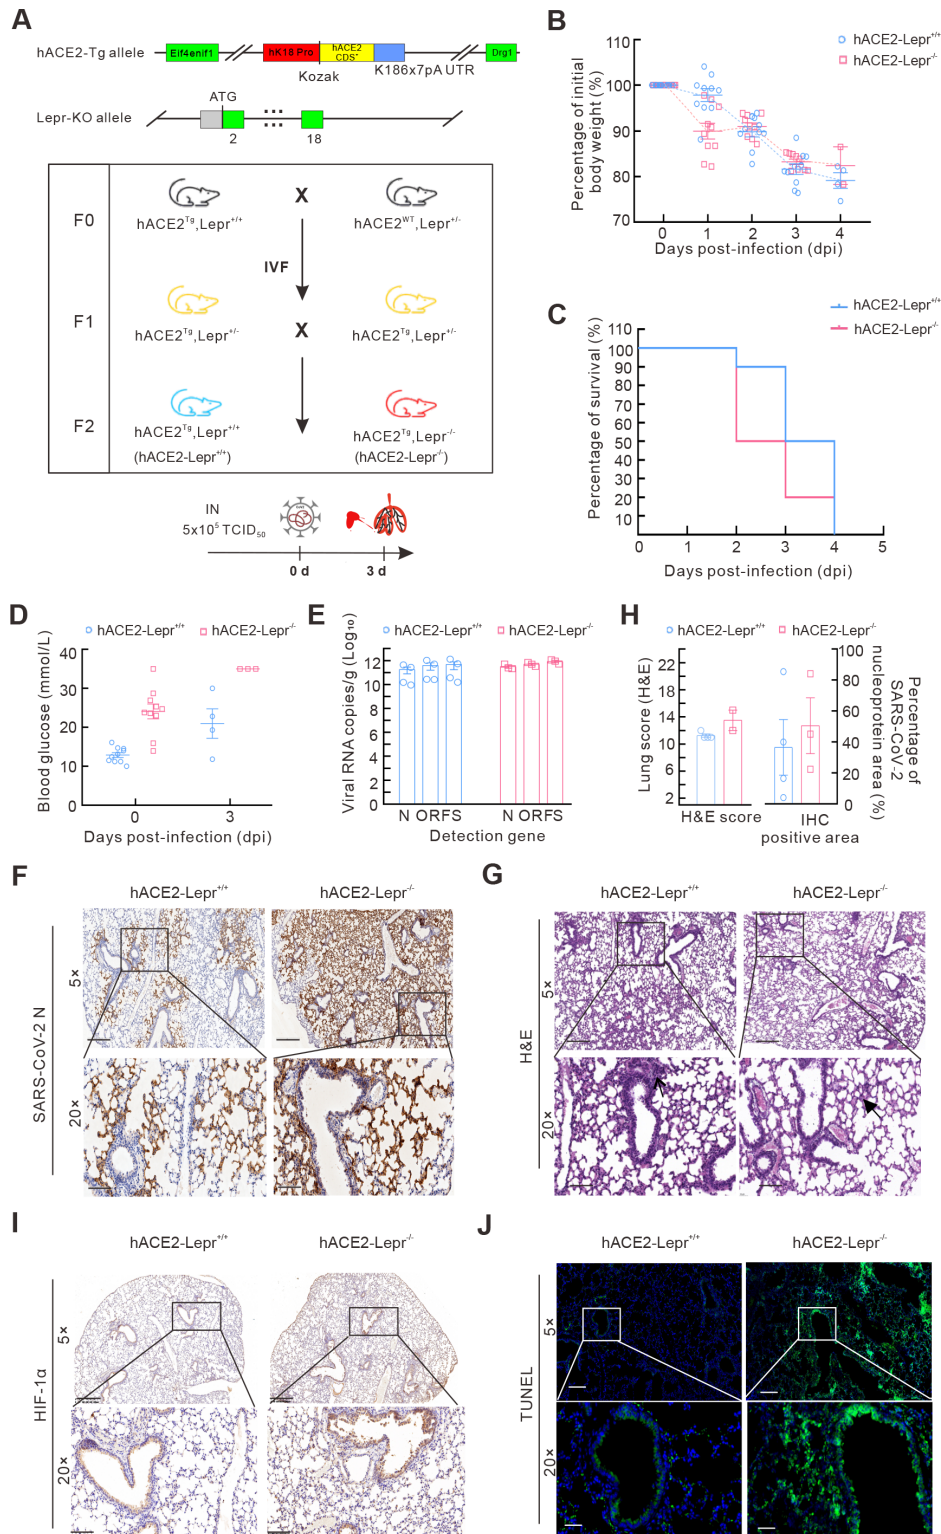 A
hACE2-Tg allele
Eif4enif1
hK18 Pro
hACE2
CDS+
Drg1
Kozak
K186x7pA UTR
Lepr-KO allele
ATG
2
18
F0
X
hACE2Tg,Lepr+/+
hACE2WT,Lepr+/-
IVF
F1
X
hACE2Tg,Lepr+/-
hACE2Tg,Lepr+/-
F2
hACE2Tg,Lepr+/+
(hACE2-Lepr+/+)
hACE2Tg,Lepr-/-
(hACE2-Lepr-/-)
IN
5x10⁵ TCID₅₀
0 d
3 d
B
hACE2-Lepr+/+
hACE2-Lepr-/-
Percentage of initial
body weight (%)
110
100
90
80
70
0 1 2 3 4
Days post-infection (dpi)
C
hACE2-Lepr+/+
hACE2-Lepr-/-
Percentage of survival (%)
110
100
90
80
70
60
50
40
30
20
10
0 1 2 3 4 5
Days post-infection (dpi)
D
hACE2-Lepr+/+
hACE2-Lepr-/-
Blood glucose (mmol/L)
40
30
20
10
0
0 3
Days post-infection (dpi)
E
hACE2-Lepr+/+
hACE2-Lepr-/-
Viral RNA copies/g (Log₁₀)
12
10
8
6
4
2
0
N ORF S N ORF S
Detection gene
H
hACE2-Lepr+/+
hACE2-Lepr-/-
Lung score (H&E)
22
18
14
12
10
8
6
4
2
100
80
60
40
20
0
Percentage of
SARS-CoV-2
nucleoprotein area (%)
H&E score
IHC
positive area
F
hACE2-Lepr+/+
hACE2-Lepr-/-
SARS-CoV-2 N
5×
20×
G
hACE2-Lepr+/+
hACE2-Lepr-/-
H&E
5×
20×
I
hACE2-Lepr+/+
hACE2-Lepr-/-
HIF-1α
5×
20×
J
hACE2-Lepr+/+
hACE2-Lepr-/-
TUNEL
5×
20×